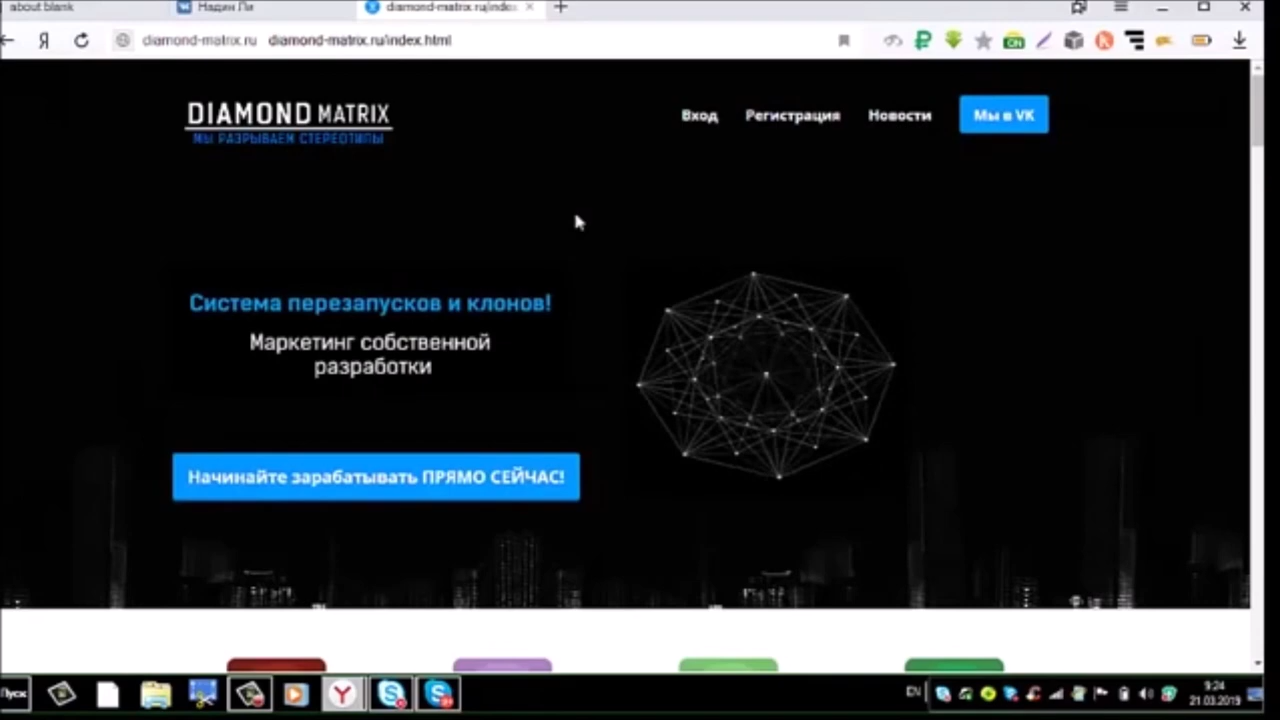 about:blank
Надин Ли
diamond-matrix.ru/index
diamond-matrix.ru diamond-matrix.ru/index.html
DIAMOND MATRIX
МЫ РАЗРЫВАЕМ СТЕРЕОТИПЫ
Вход
Регистрация
Новости
Мы в VK
Система перезапусков и клонов!
Маркетинг собственной
разработки
Начинайте зарабатывать ПРЯМО СЕЙЧАС!
Пуск
EN
9:24
21.03.2019